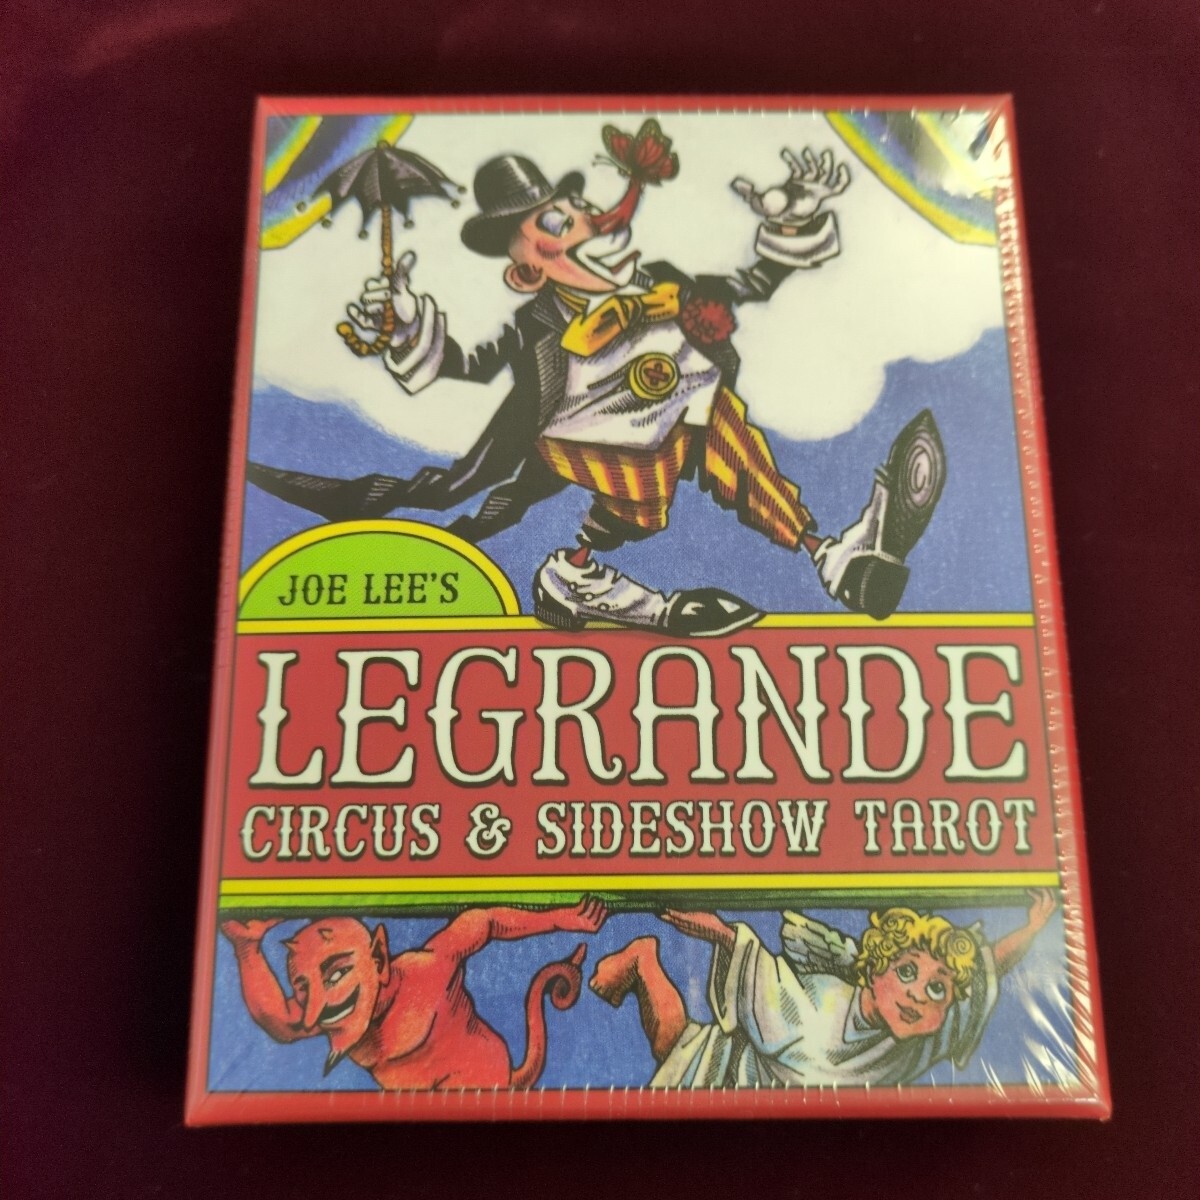 JOE LEE'S
LEGRANDE
CIRCUS & SIDESHOW TAROT